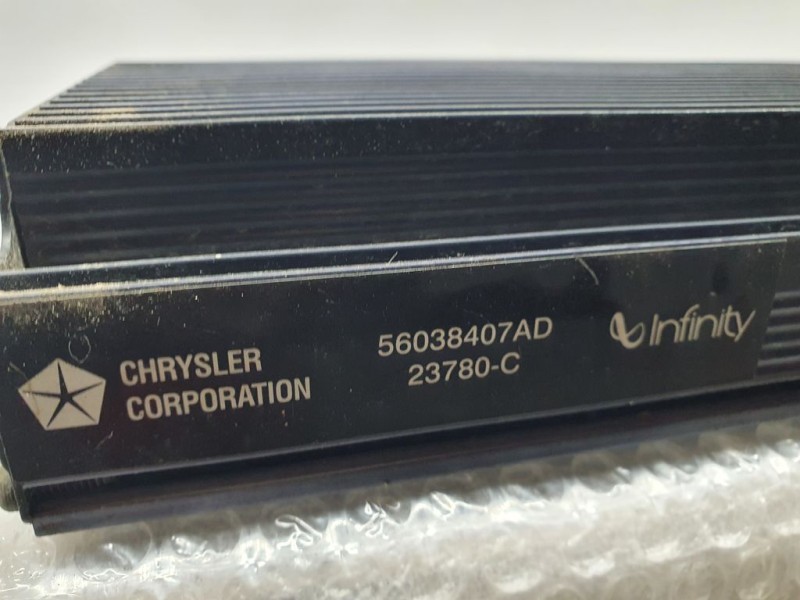 CHRYSLER
CORPORATION
56038407AD
23780-C
Infinity